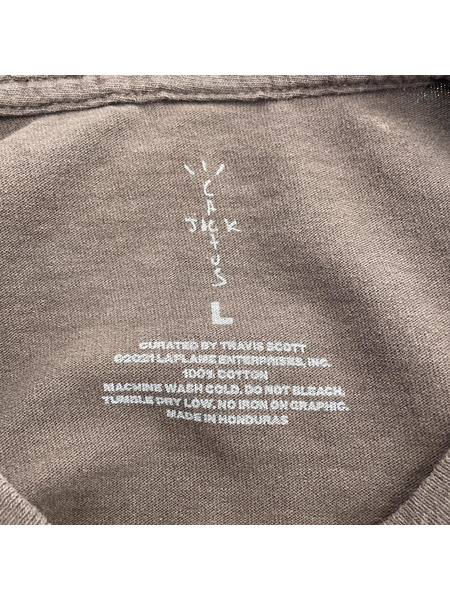 CACTUS
JACK
L
CURATED BY TRAVIS SCOTT
©2021 LAFLAME ENTERPRISES, INC.
100% COTTON
MACHINE WASH COLD. DO NOT BLEACH.
TUMBLE DRY LOW. NO IRON ON GRAPHIC.
MADE IN HONDURAS